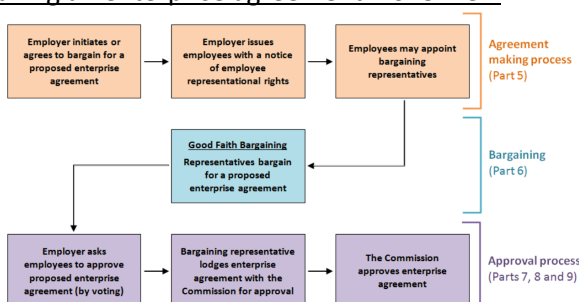 Employer initiates or
agrees to bargain for a
proposed enterprise
agreement
Employer issues
employees with a notice
of employee
representational rights
Employees may appoint
bargaining
representatives
Agreement
making process
(Part 5)
Good Faith Bargaining
Representatives bargain
for a proposed
enterprise agreement
Bargaining
(Part 6)
Employer asks
employees to approve
proposed enterprise
agreement (by voting)
Bargaining representative
lodges enterprise
agreement with the
Commission for approval
The Commission
approves enterprise
agreement
Approval process
(Parts 7, 8 and 9)